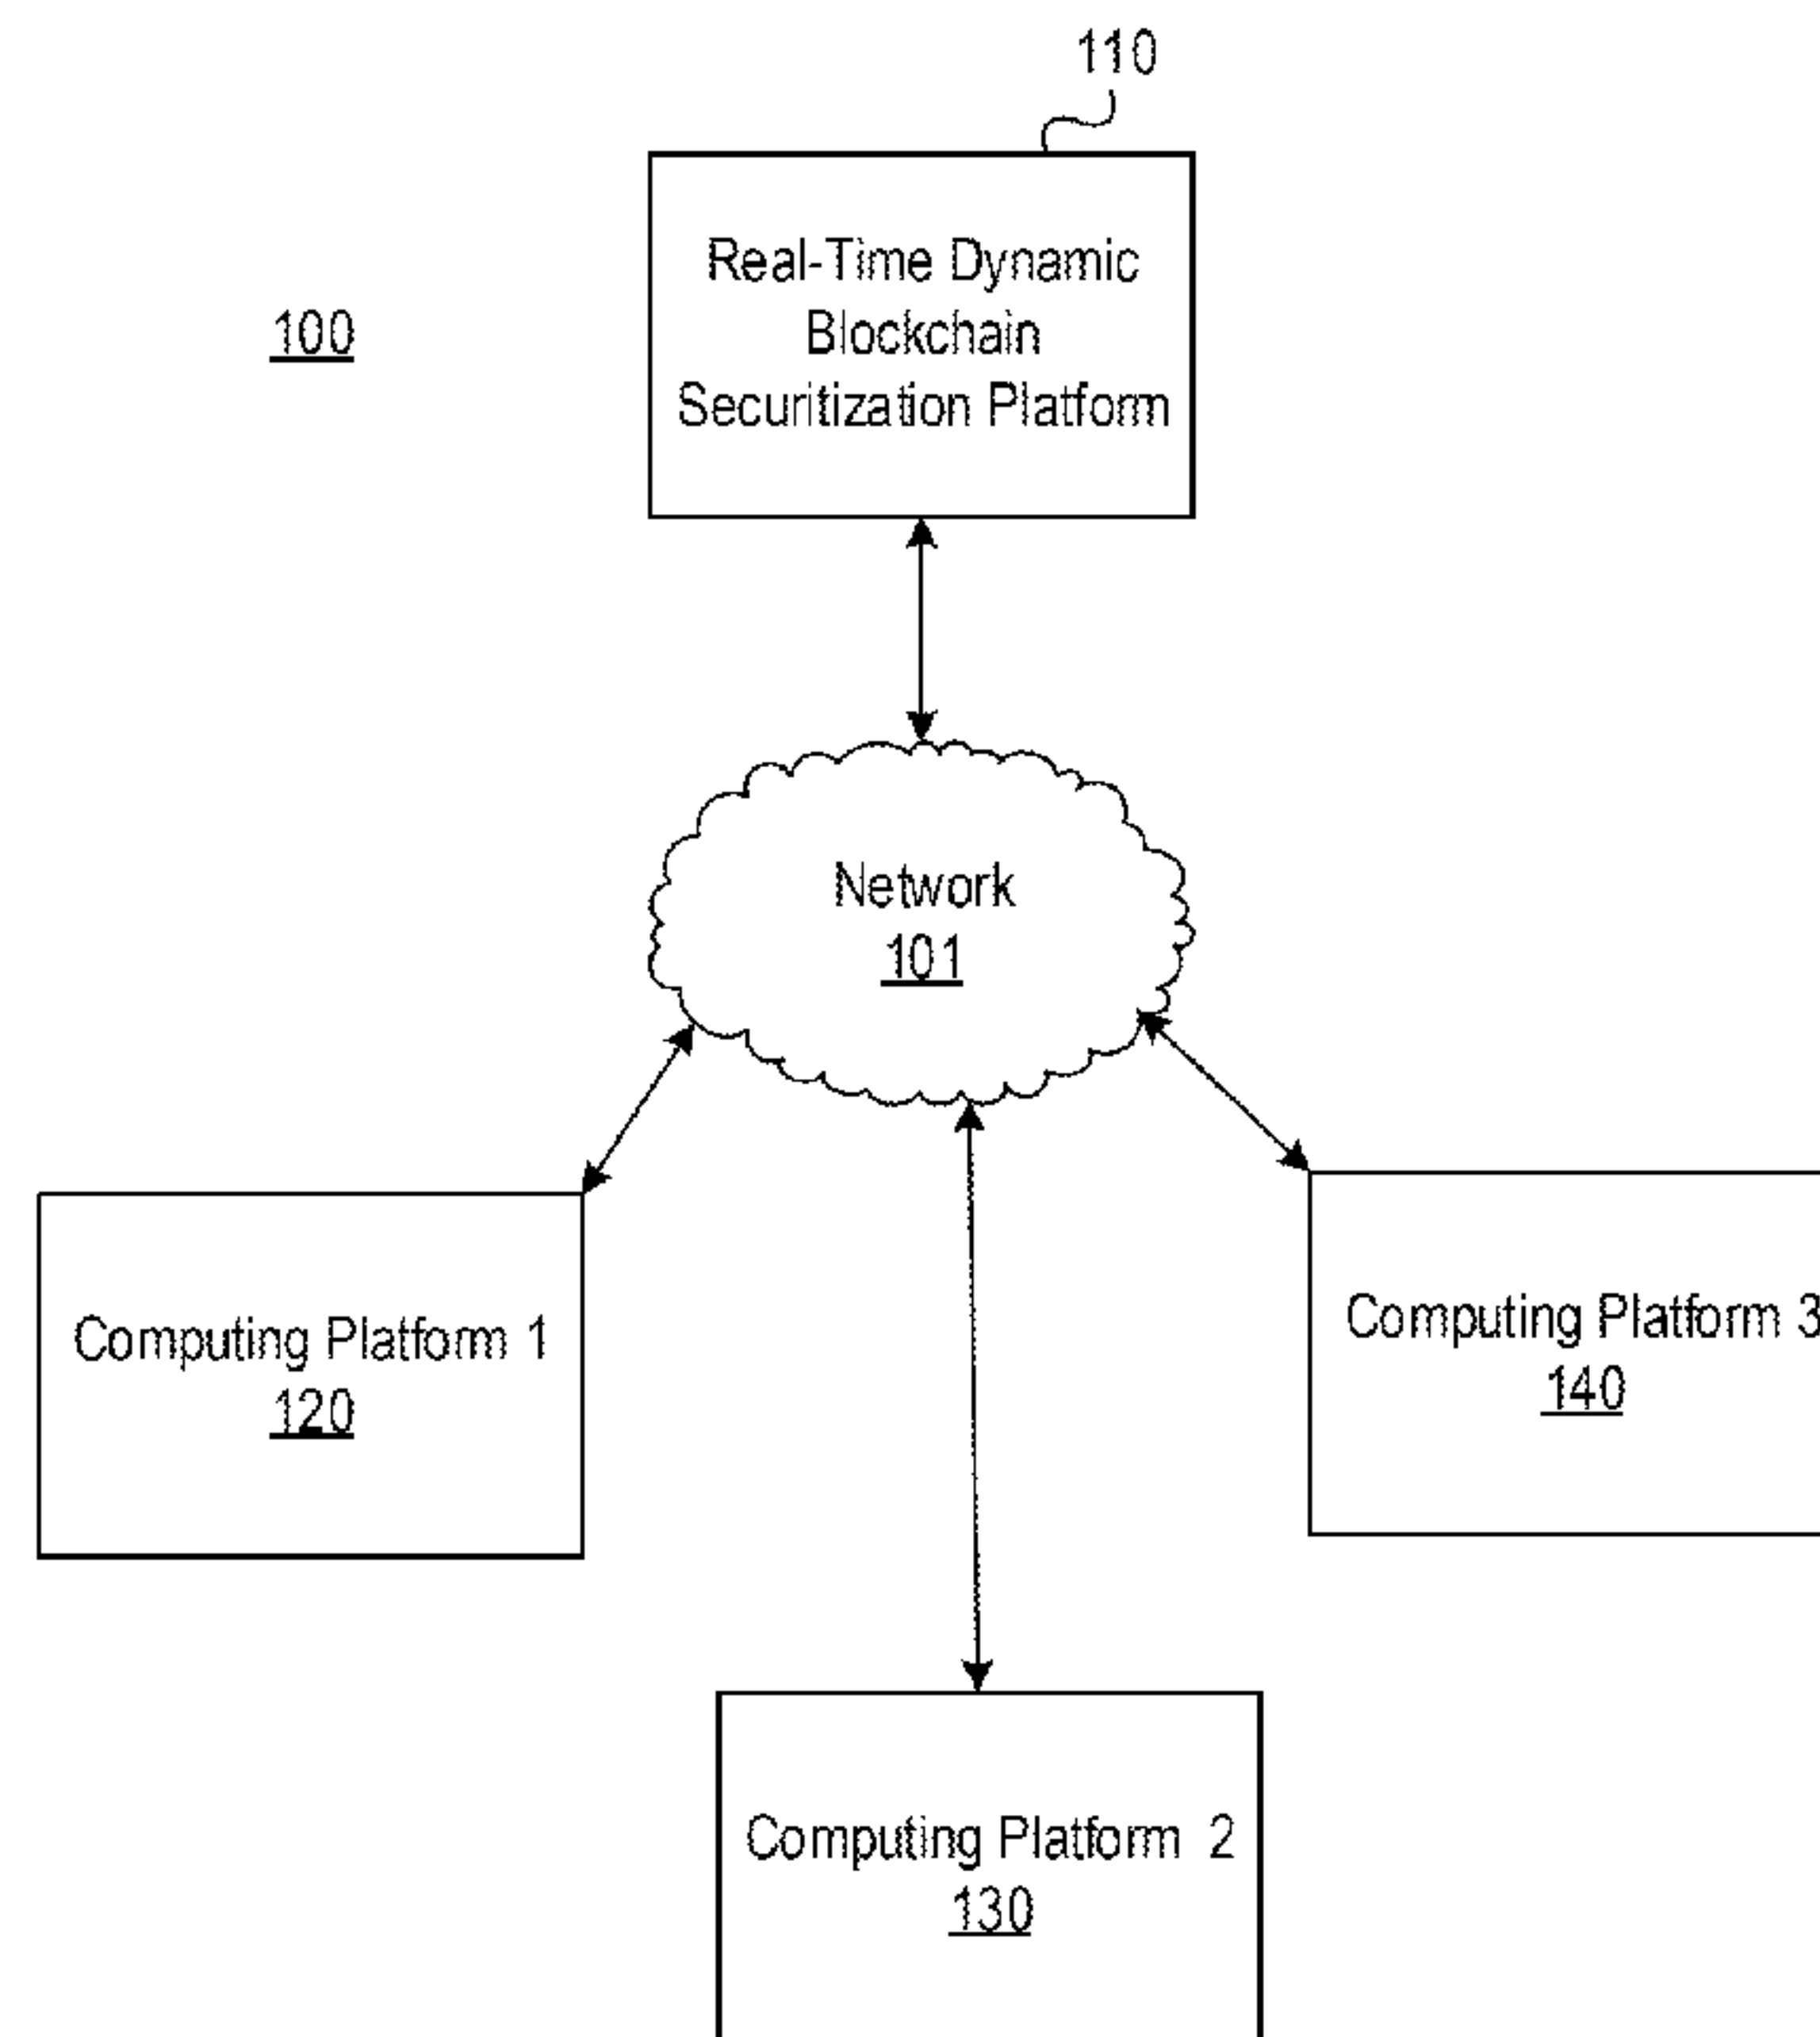 110
Real-Time Dynamic
Blockchain
Securitization Platform
100
Network
101
Computing Platform 1
120
Computing Platform 3
140
Computing Platform 2
130